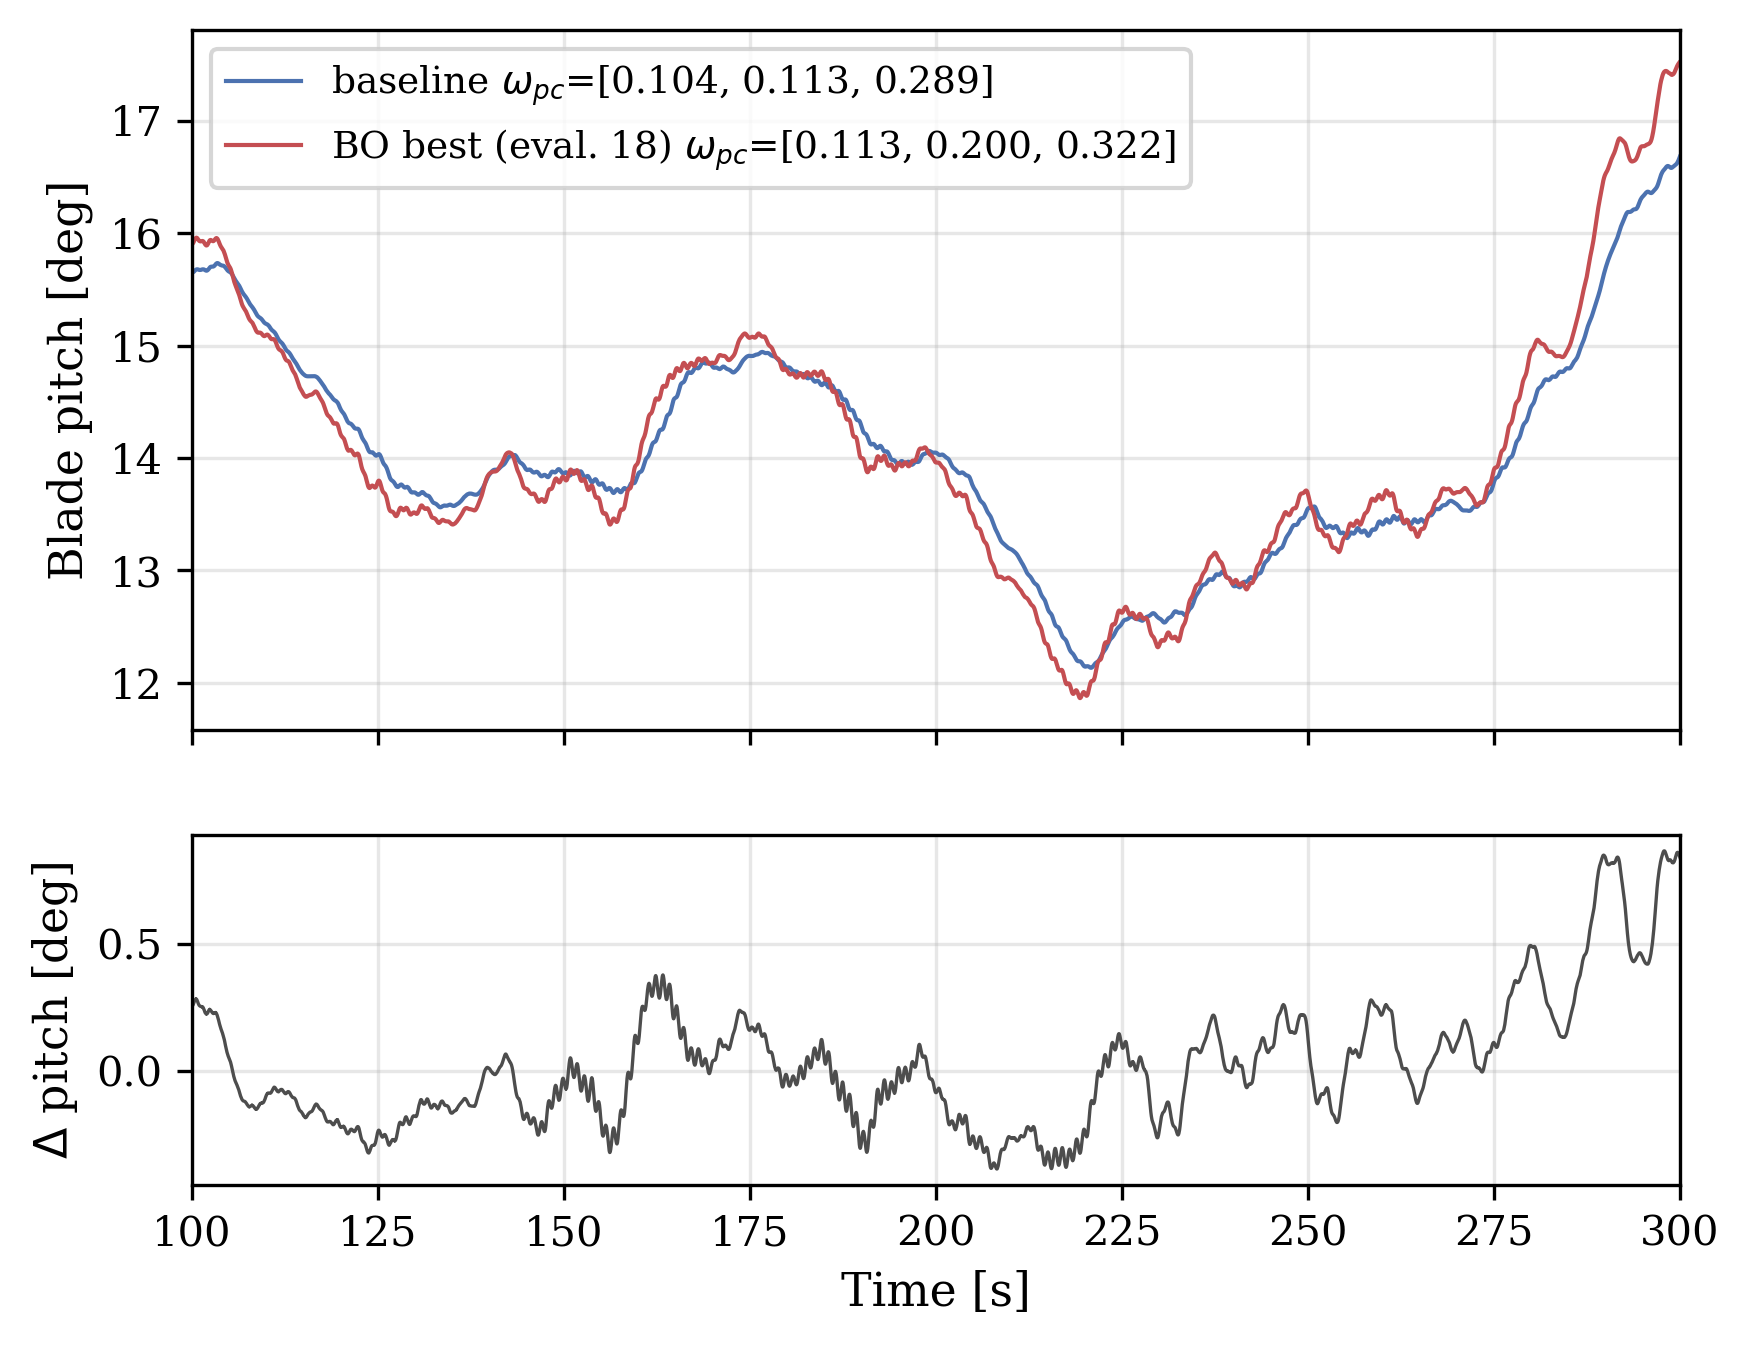 baseline ω_pc=[0.104, 0.113, 0.289]
BO best (eval. 18) ω_pc=[0.113, 0.200, 0.322]
Blade pitch [deg]
17
16
15
14
13
12
Δ pitch [deg]
0.5
0.0
100 125 150 175 200 225 250 275 300
Time [s]